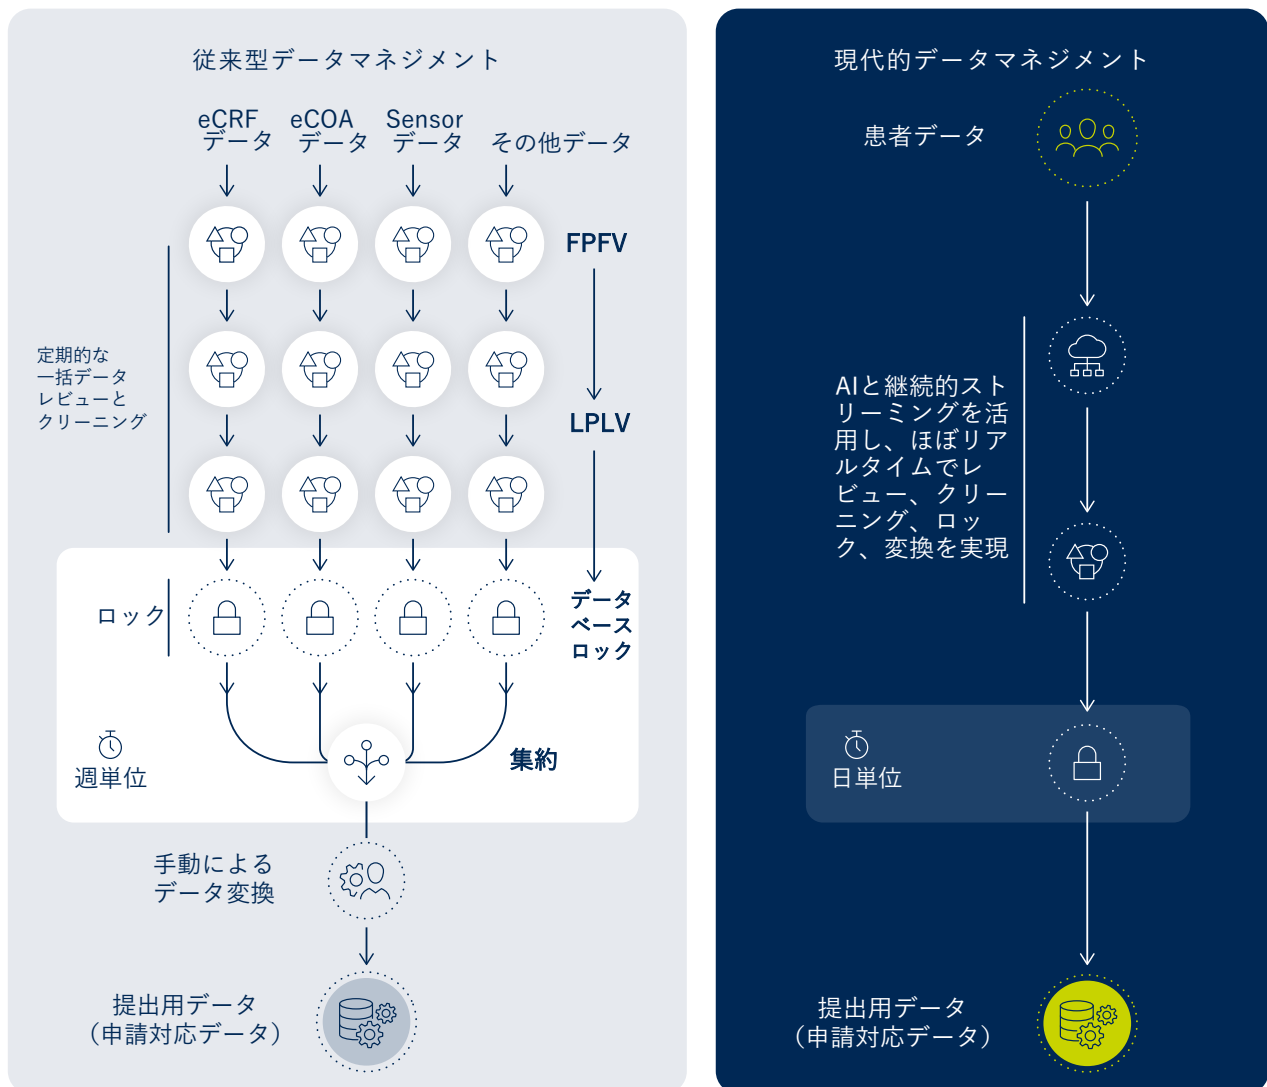 従来型データマネジメント
eCRF
データ
eCOA
データ
Sensor
データ
その他データ
FPFV
定期的な
一括データ
レビューと
クリーニング
LPLV
ロック
データ
ベース
ロック
週単位
集約
手動による
データ変換
提出用データ
（申請対応データ）
現代的データマネジメント
患者データ
AIと継続的スト
リーミングを活
用し、ほぼリア
ルタイムでレ
ビュー、クリー
ニング、ロッ
ク、変換を実現
日単位
提出用データ
（申請対応データ）